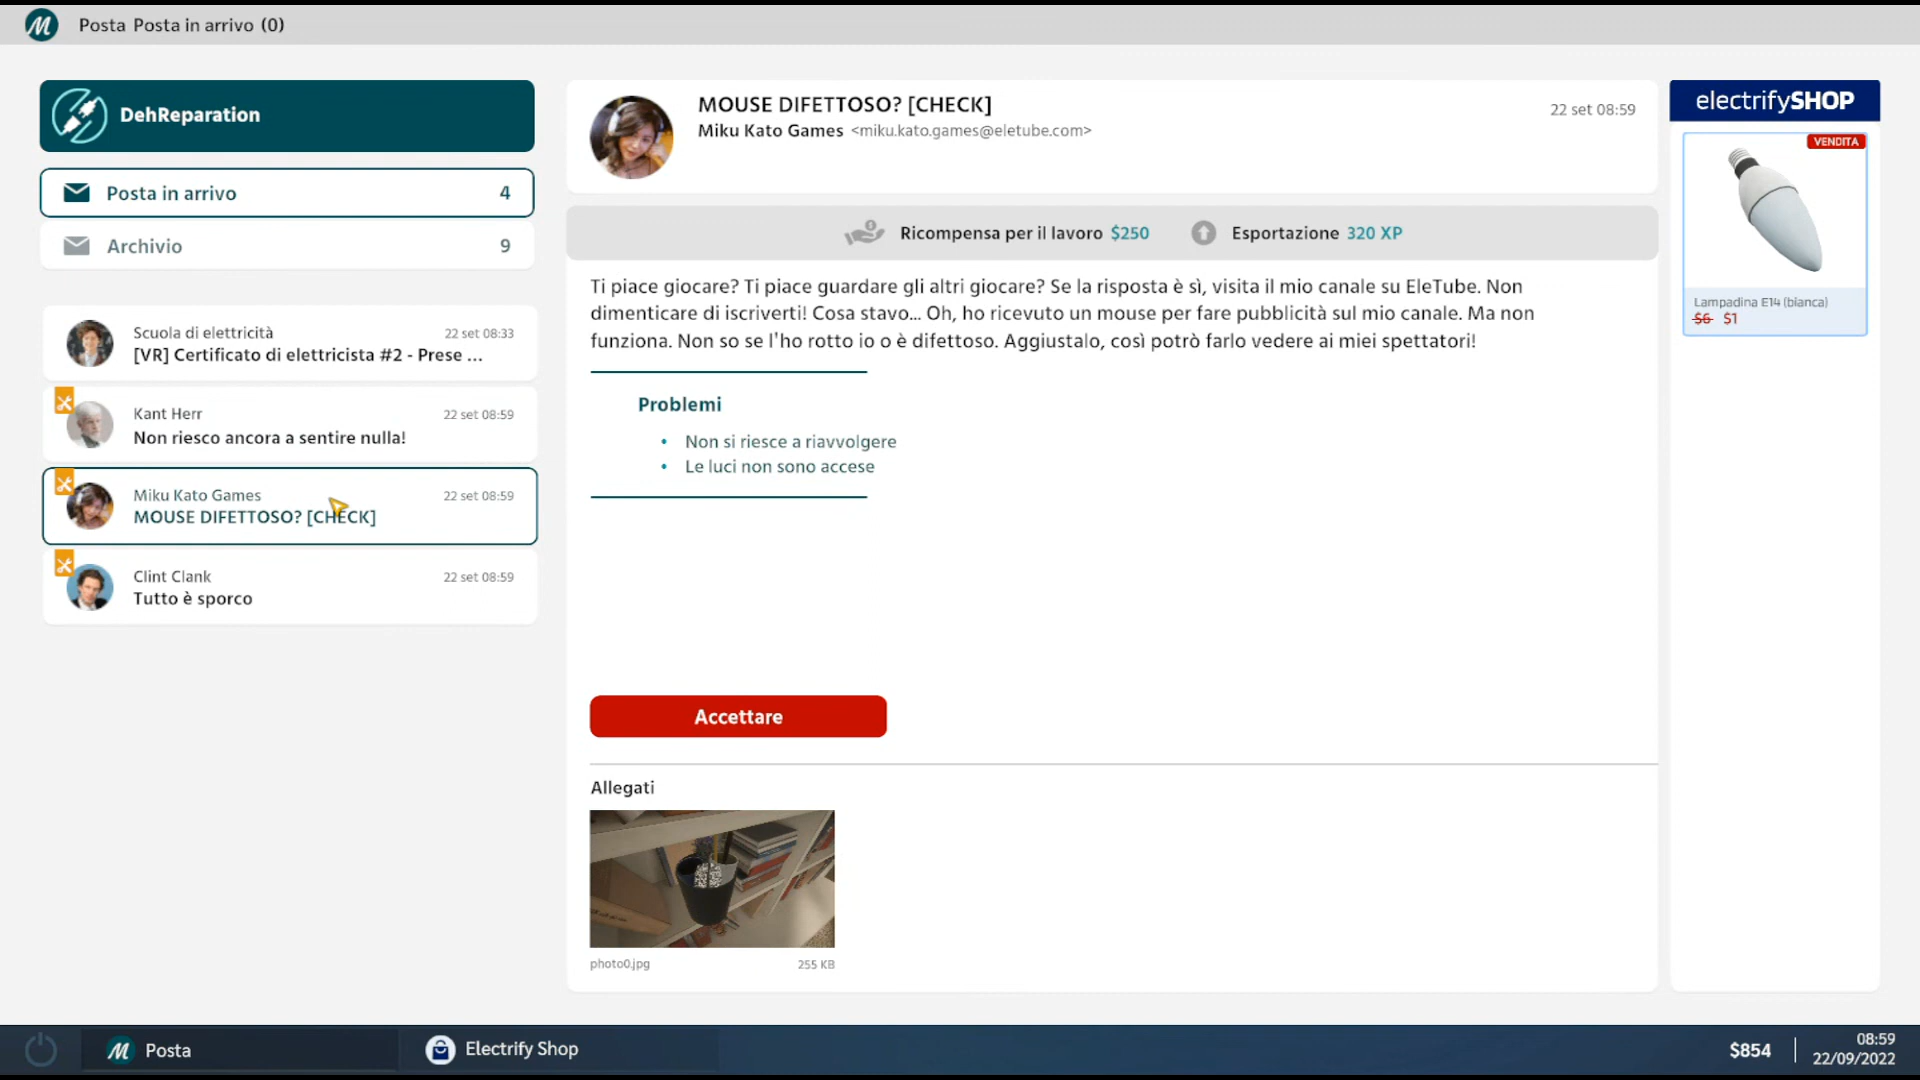 Posta Posta in arrivo (0)
DehReparation
Posta in arrivo 4
Archivio 9
Scuola di elettricità 22 set 08:33
[VR] Certificato di elettricista #2 - Prese ...
Kant Herr 22 set 08:59
Non riesco ancora a sentire nulla!
Miku Kato Games 22 set 08:59
MOUSE DIFETTOSO? [CHECK]
Clint Clank 22 set 08:59
Tutto è sporco
MOUSE DIFETTOSO? [CHECK]
22 set 08:59
Miku Kato Games <miku.kato.games@eletube.com>
Ricompensa per il lavoro $250 Esportazione 320 XP
Ti piace giocare? Ti piace guardare gli altri giocare? Se la risposta è sì, visita il mio canale su EleTube. Non
dimenticare di iscriverti! Cosa stavo... Oh, ho ricevuto un mouse per fare pubblicità sul mio canale. Ma non
funziona. Non so se l'ho rotto io o è difettoso. Aggiustalo, così potrò farlo vedere ai miei spettatori!
Problemi
• Non si riesce a riavvolgere
• Le luci non sono accese
Accettare
Allegati
photo0.jpg 255 KB
electrifySHOP
VENDITA
Lampadina E14 (bianca)
$6 $1
Posta
Electrify Shop
$854
08:59
22/09/2022